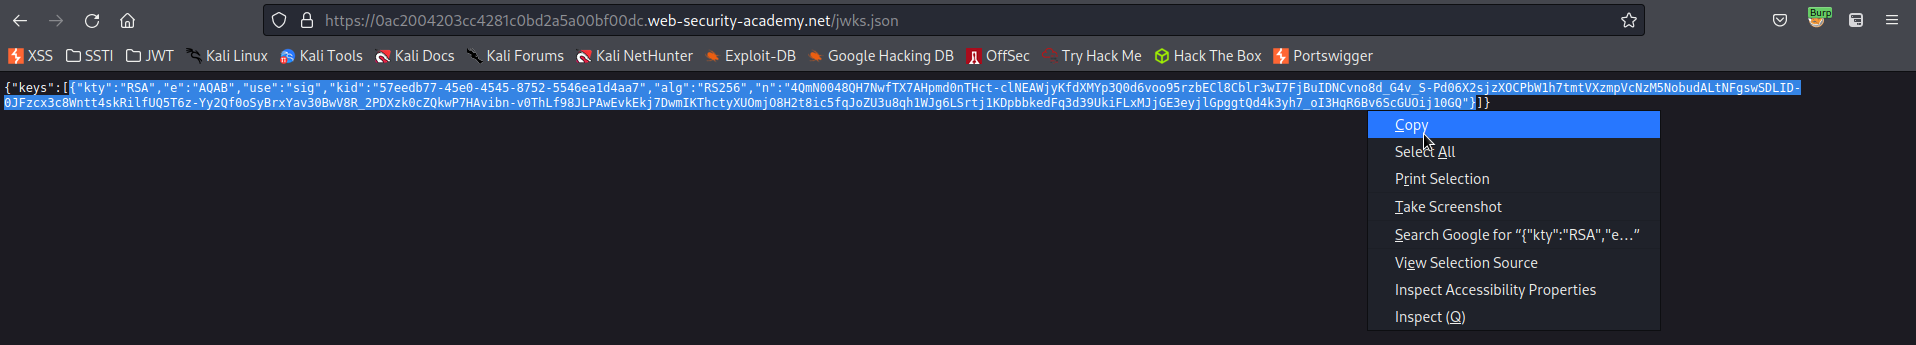 https://0ac2004203cc4281c0bd2a5a00bf00dc.web-security-academy.net/jwks.json
Burp
XSS SSTI JWT Kali Linux Kali Tools Kali Docs Kali Forums Kali NetHunter Exploit-DB Google Hacking DB OffSec Try Hack Me Hack The Box Portswigger
{"keys":[{"kty":"RSA","e":"AQAB","use":"sig","kid":"57eedb77-45e0-4545-8752-5546ea1d4aa7","alg":"RS256","n":"4QmN0048QH7NwfTX7AHpmd0nTHct-clNEAWjyKfdXMYp3Q0d6voo95rzbECl8Cblr3wI7FjBuIDNCvno8d_G4v_S-Pd06X2sjzXOCPbW1h7tmtVXzmpVcNzM5NobudALtNFgswSDLID-
0JFzcx3c8Wntt4skRilfUQ5T6z-Yy2Qf0oSyBrxYav30BwV8R_2PDXzk0cZQkwP7HAvibn-v0ThLf98JLPAwEvkEkj7DwmIKThctyXUOmjO8H2t8ic5fqJoZU3u8qh1WJg6LSrtj1KDpbbkedFq3d39UkiFLxMJjGE3eyjlGpggtQd4k3yh7_oI3HqR6Bv6ScGUOij10GQ"}]}
Copy
Select All
Print Selection
Take Screenshot
Search Google for “{"kty":"RSA","e…”
View Selection Source
Inspect Accessibility Properties
Inspect (Q)